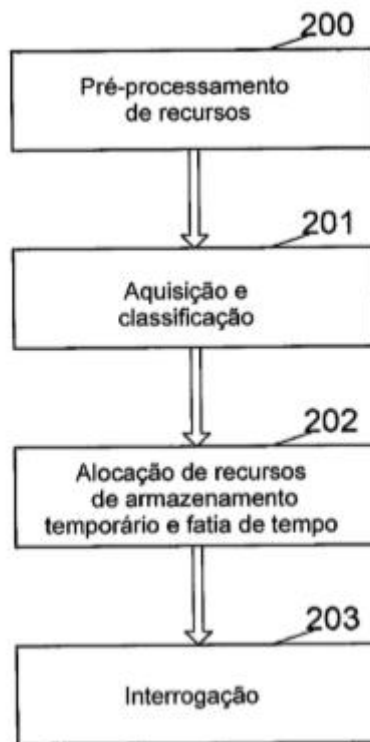 200
Pré-processamento
de recursos
201
Aquisição e
classificação
202
Alocação de recursos
de armazenamento
temporário e fatia de tempo
203
Interrogação